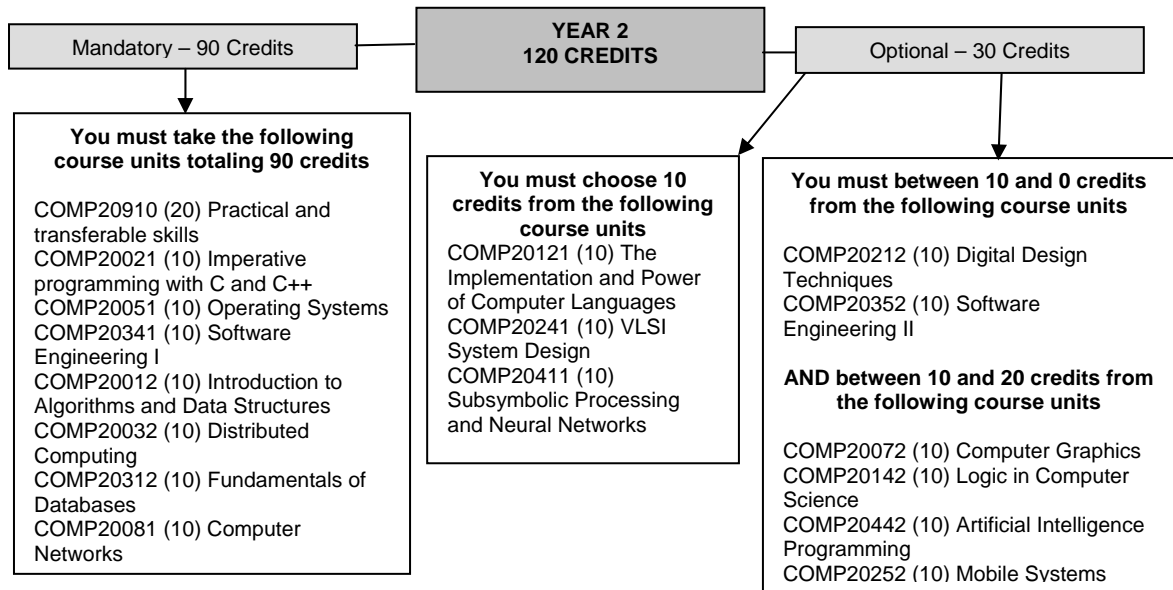 YEAR 2
120 CREDITS
Mandatory – 90 Credits
Optional – 30 Credits
You must take the following
course units totaling 90 credits
COMP20910 (20) Practical and
transferable skills
COMP20021 (10) Imperative
programming with C and C++
COMP20051 (10) Operating Systems
COMP20341 (10) Software
Engineering I
COMP20012 (10) Introduction to
Algorithms and Data Structures
COMP20032 (10) Distributed
Computing
COMP20312 (10) Fundamentals of
Databases
COMP20081 (10) Computer
Networks
You must choose 10
credits from the following
course units
COMP20121 (10) The
Implementation and Power
of Computer Languages
COMP20241 (10) VLSI
System Design
COMP20411 (10)
Subsymbolic Processing
and Neural Networks
You must between 10 and 0 credits
from the following course units
COMP20212 (10) Digital Design
Techniques
COMP20352 (10) Software
Engineering II
AND between 10 and 20 credits from
the following course units
COMP20072 (10) Computer Graphics
COMP20142 (10) Logic in Computer
Science
COMP20442 (10) Artificial Intelligence
Programming
COMP20252 (10) Mobile Systems